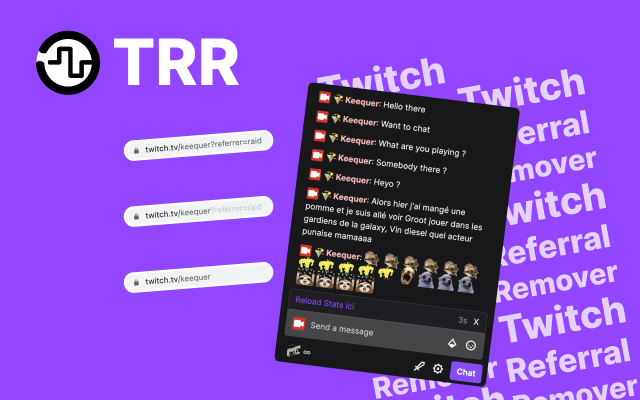 TRR
twitch.tv/keequer?referrer=raid
twitch.tv/keequer?referrer=raid
twitch.tv/keequer
Keequer: Hello there
Keequer: Want to chat
Keequer: What are you playing ?
Keequer: Somebody there ?
Keequer: Heyo ?
Keequer: Alors hier j'ai mangé une
pomme et je suis allé voir Groot jouer dans les
gardiens de la galaxy, Vin diesel quel acteur
punaise mamaaaa
Keequer:
Reload Stats ici
3s X
Send a message
∞
Chat
Twitch
Twitch
erral
mover
witch
Referral
Remover
Twitch
Referral
Remover